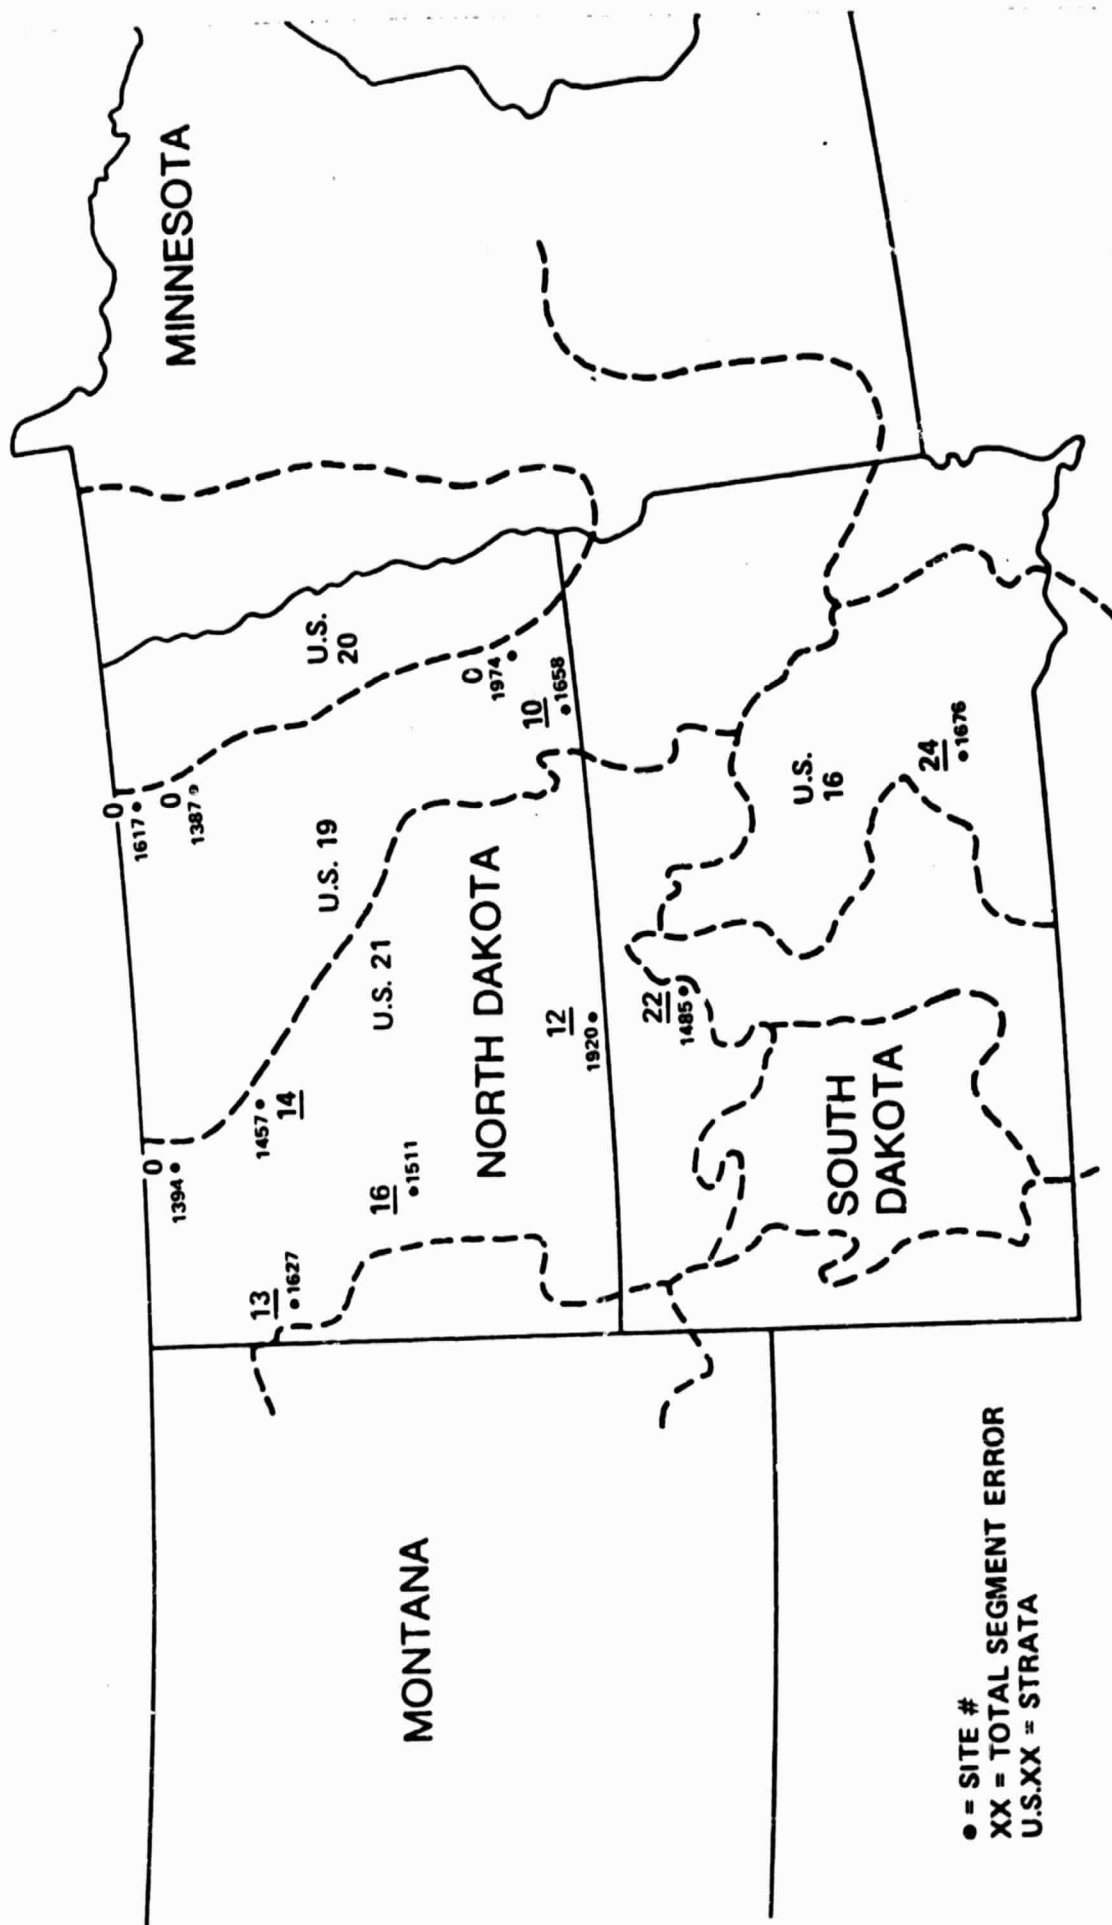 MINNESOTA
MONTANA
NORTH DAKOTA
SOUTH
DAKOTA
U.S.
20
U.S. 19
U.S. 21
U.S.
16
0
1617
0
1387
0
1974
10
1658
0
1394
1457
14
16
1511
13
1627
12
1920
22
1485
24
1676
● = SITE #
XX = TOTAL SEGMENT ERROR
U.S.XX = STRATA